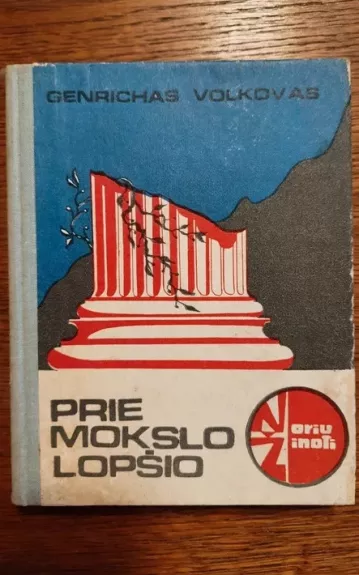 GENRICHAS VOLKOVAS
PRIE
MOKSLO
LOPŠIO
Noriu
Žinoti